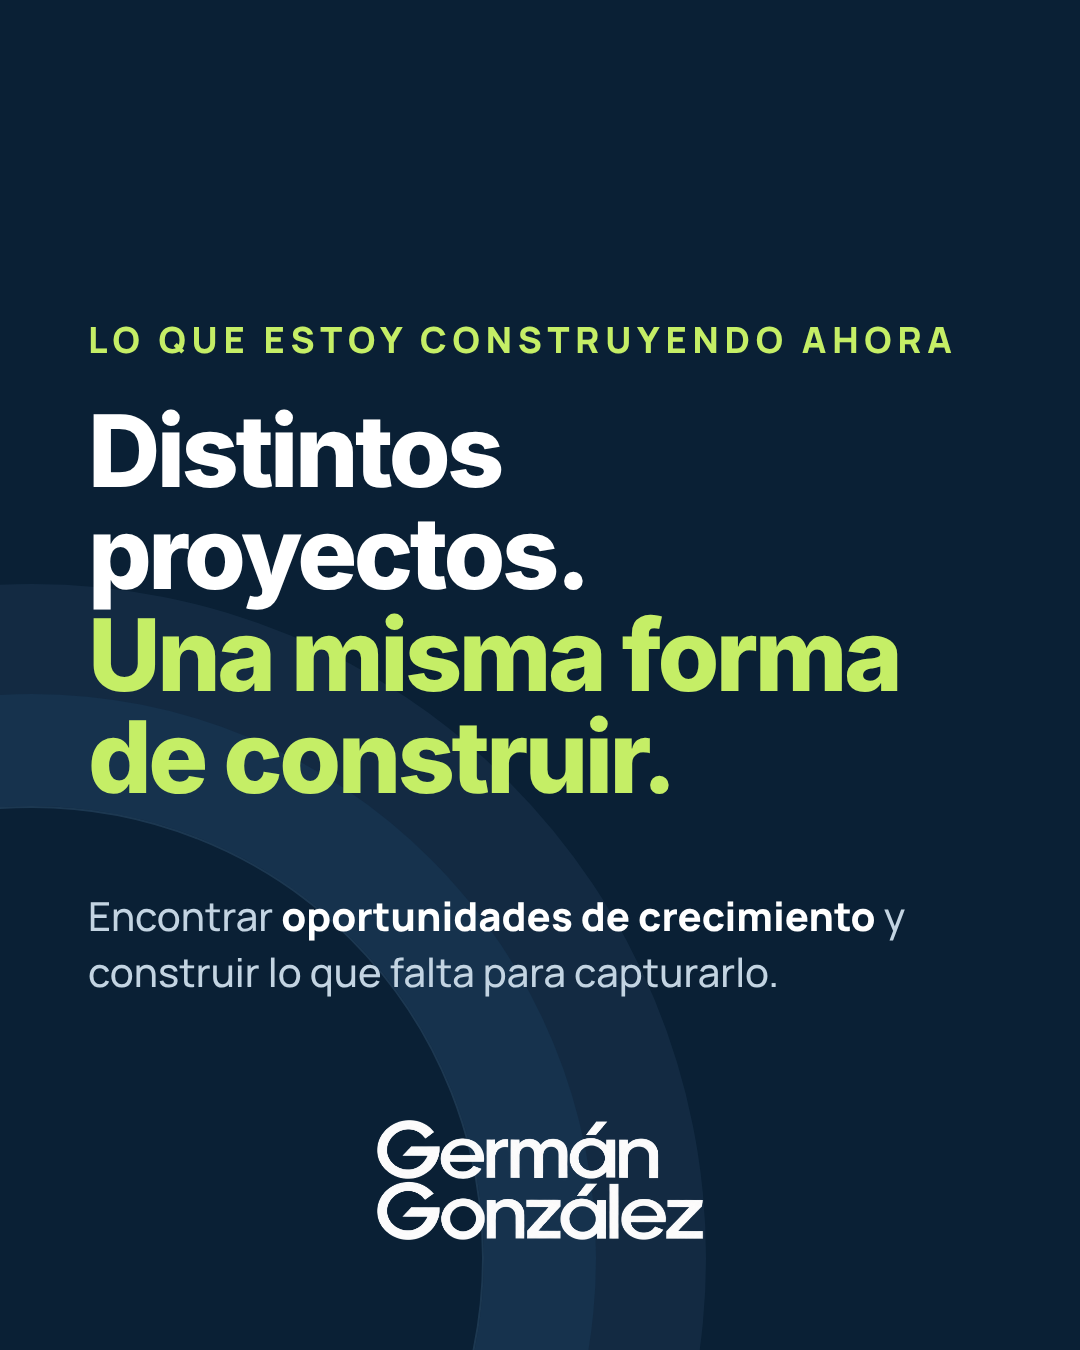 LO QUE ESTOY CONSTRUYENDO AHORA
Distintos
proyectos.
Una misma forma
de construir.
Encontrar oportunidades de crecimiento y
construir lo que falta para capturarlo.
Germán
González